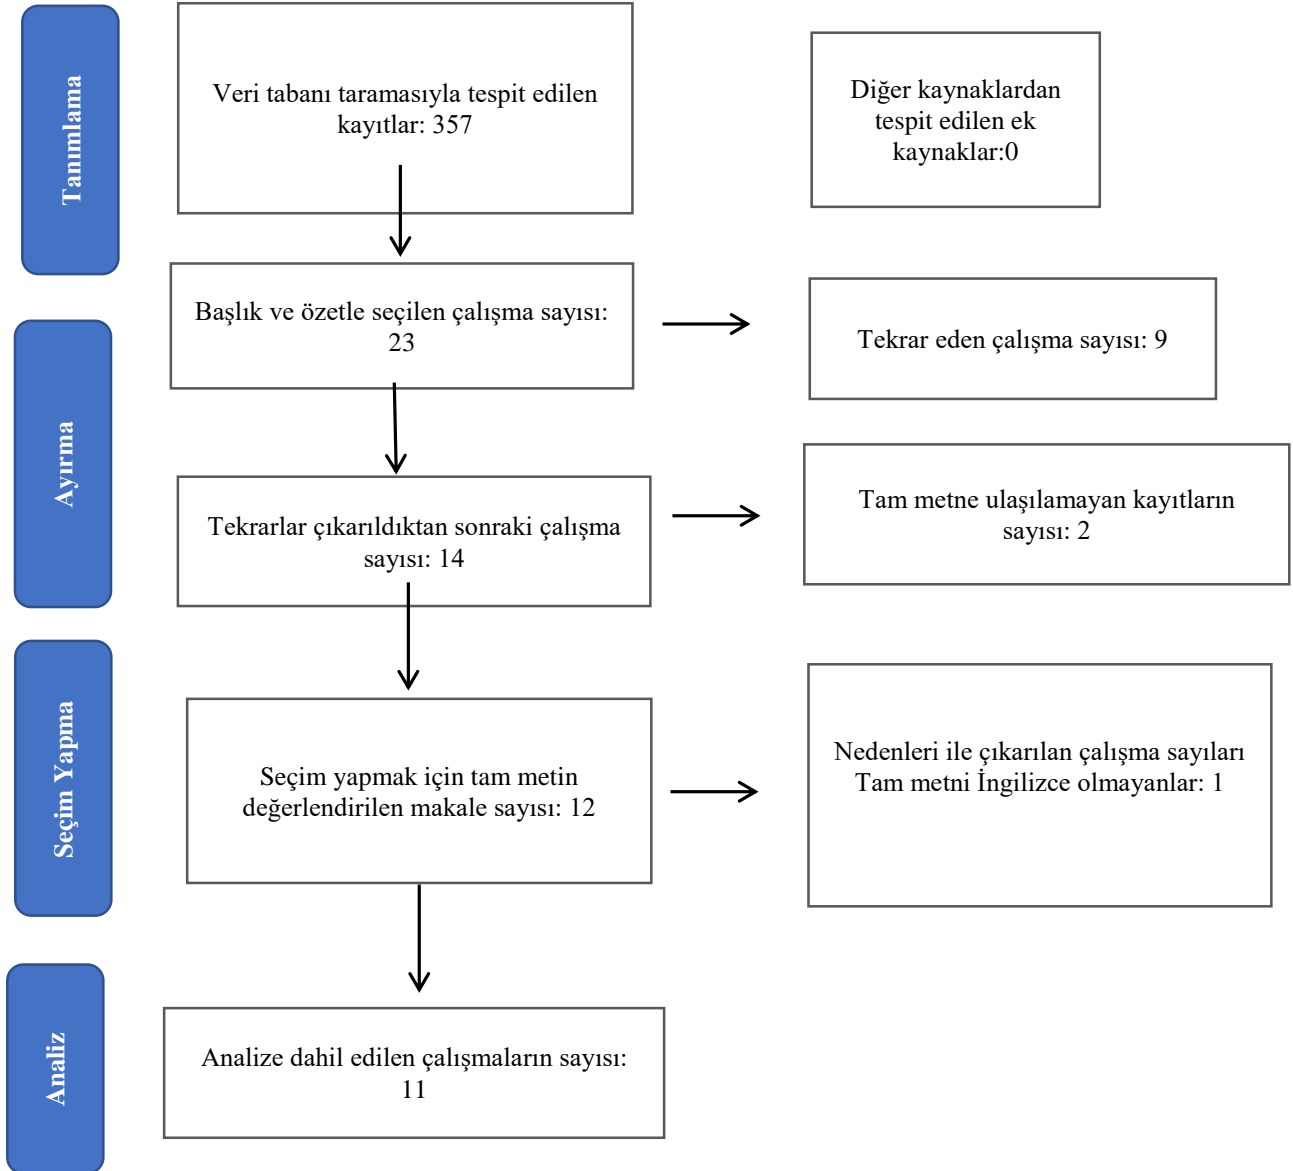 Tanımlama
Veri tabanı taramasıyla tespit edilen
kayıtlar: 357
Diğer kaynaklardan
tespit edilen ek
kaynaklar:0
Ayırma
Başlık ve özetle seçilen çalışma sayısı:
23
Tekrar eden çalışma sayısı: 9
Tekrarlar çıkarıldıktan sonraki çalışma
sayısı: 14
Tam metne ulaşılamayan kayıtların
sayısı: 2
Seçim Yapma
Seçim yapmak için tam metin
değerlendirilen makale sayısı: 12
Nedenleri ile çıkarılan çalışma sayıları
Tam metni İngilizce olmayanlar: 1
Analiz
Analize dahil edilen çalışmaların sayısı:
11